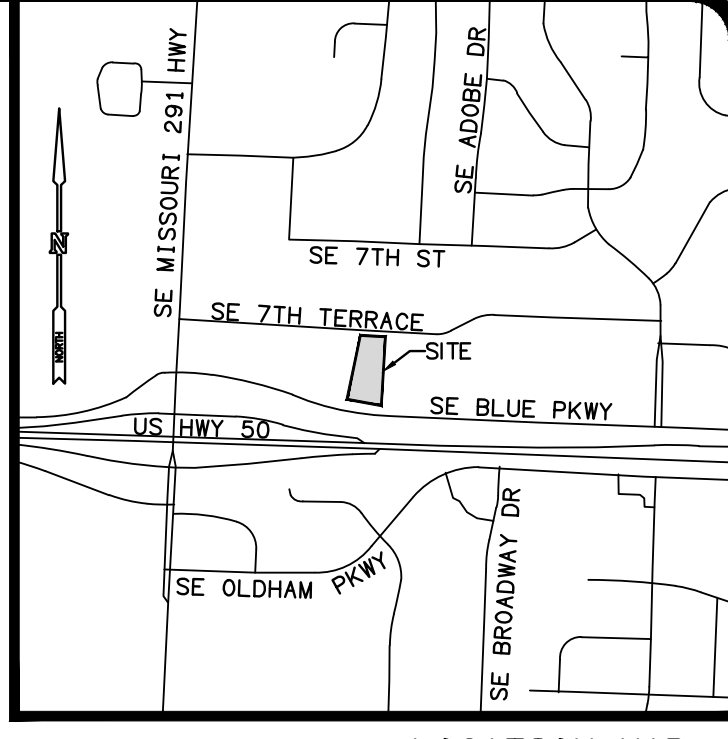 SE MISSOURI 291 HWY
SE ADOBE DR
N
NORTH
SE 7TH ST
SE 7TH TERRACE
SITE
SE BLUE PKWY
US HWY 50
SE OLDHAM PKWY
SE BROADWAY DR